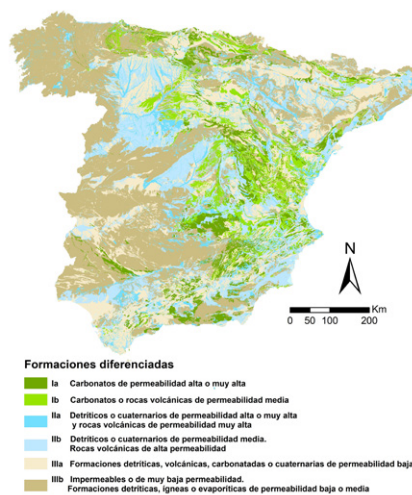 N
Km
0 50 100 200
Formaciones diferenciadas
Ia Carbonatos de permeabilidad alta o muy alta
Ib Carbonatos o rocas volcánicas de permeabilidad media
IIa Detríticos o cuaternarios de permeabilidad alta o muy alta
y rocas volcánicas de permeabilidad muy alta
IIb Detríticos o cuaternarios de permeabilidad media.
Rocas volcánicas de alta permeabilidad
IIIa Formaciones detríticas, volcánicas, carbonatadas o cuaternarias de permeabilidad baja
IIIb Impermeables o de muy baja permeabilidad.
Formaciones detríticas, ígneas o evaporíticas de permeabilidad baja o media